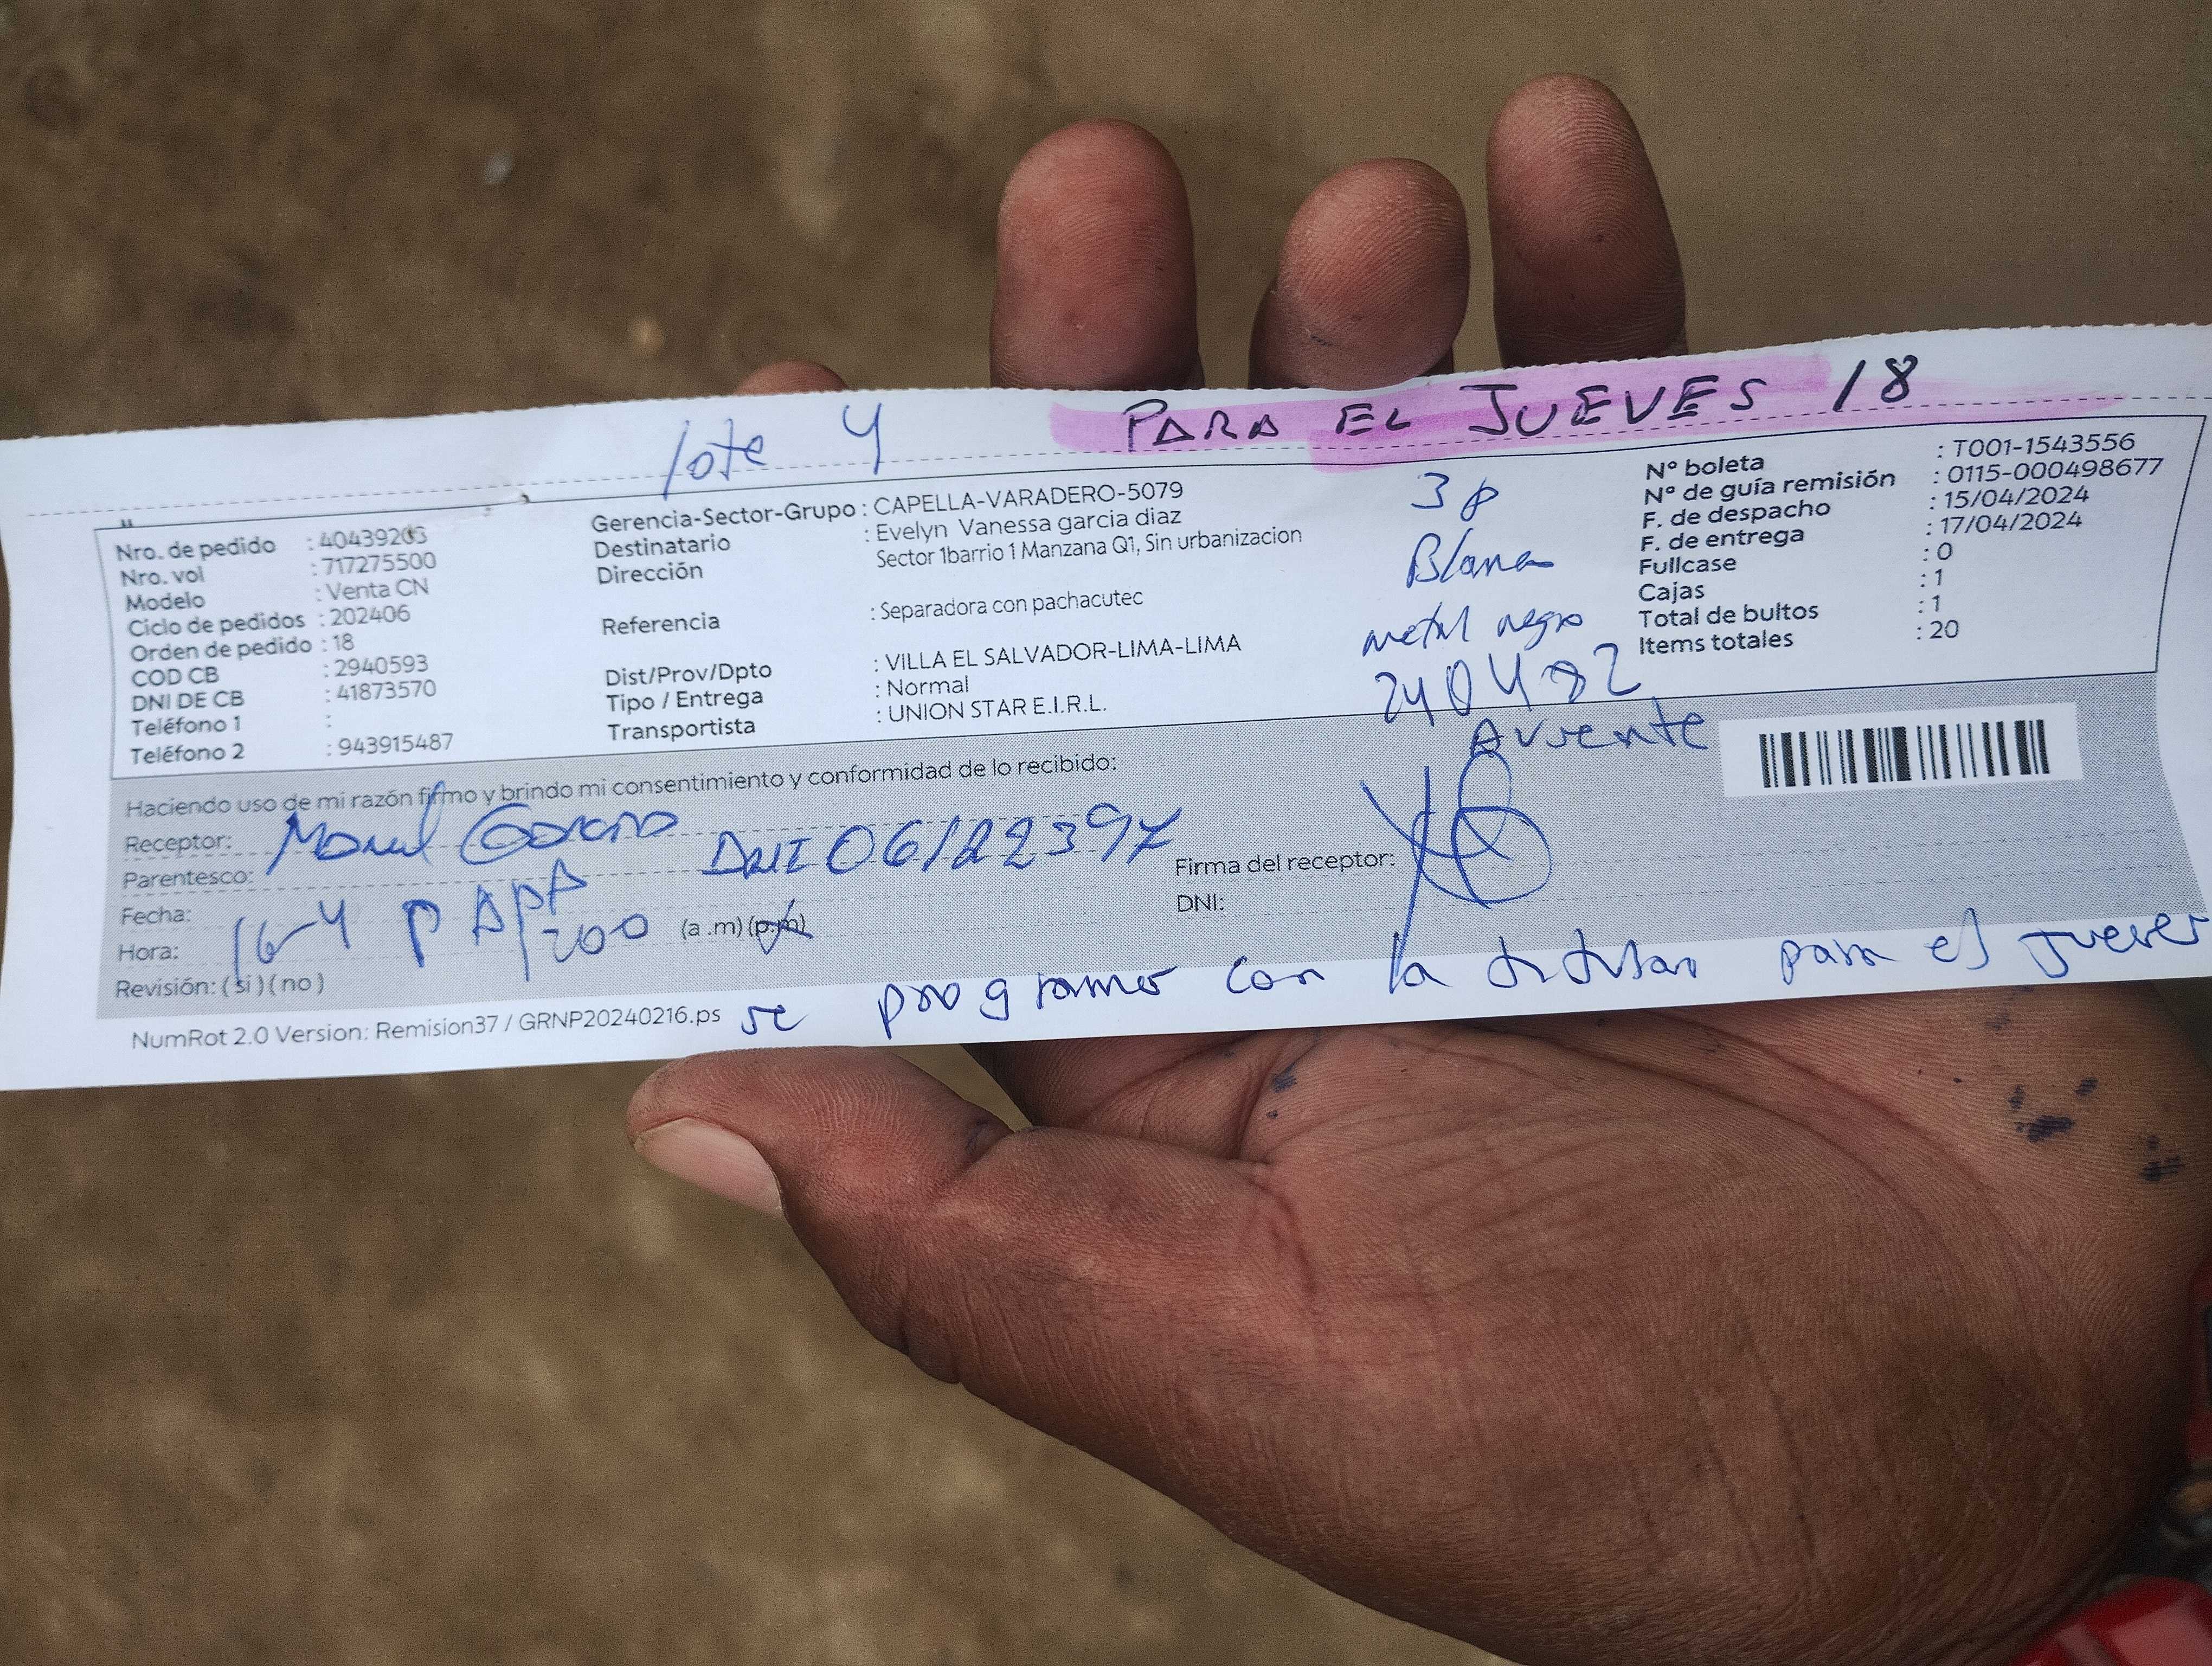 lote 4
PARA EL JUEVES 18
Nro. de pedido : 40439203
Nro. vol : 717275500
Modelo : Venta CN
Ciclo de pedidos : 202406
Orden de pedido : 18
COD CB : 2940593
DNI DE CB : 41873570
Teléfono 1 :
Teléfono 2 : 943915487
Gerencia-Sector-Grupo : CAPELLA-VARADERO-5079
Destinatario : Evelyn Vanessa garcia diaz
Dirección Sector 1barrio 1 Manzana Q1, Sin urbanizacion
Referencia : Separadora con pachacutec
Dist/Prov/Dpto : VILLA EL SALVADOR-LIMA-LIMA
Tipo / Entrega : Normal
Transportista : UNION STAR E.I.R.L.
3 p
Blanca
metal negro
2404982
Ausente
Nº boleta : T001-1543556
Nº de guía remisión : 0115-000498677
F. de despacho : 15/04/2024
F. de entrega : 17/04/2024
Fullcase : 0
Cajas : 1
Total de bultos : 1
Items totales : 20
Haciendo uso de mi razón firmo y brindo mi consentimiento y conformidad de lo recibido:
Receptor: Garcia DNI 06122397
Parentesco: PAPA
Fecha: 16-4
Hora: 200 (a .m) (p.m)
Revisión: ( si ) ( no )
Firma del receptor:
DNI:
NumRot 2.0 Version: Remision37 / GRNP20240216.ps
se programo con la titular para el jueves